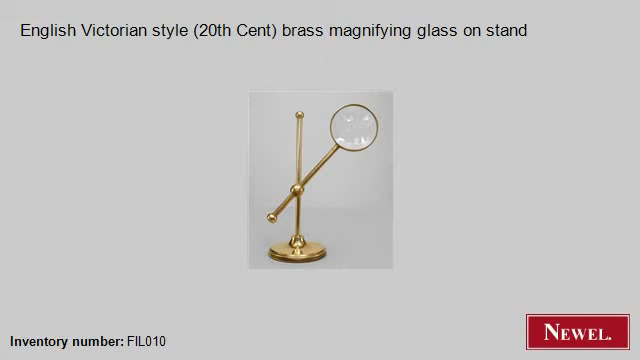 English Victorian style (20th Cent) brass magnifying glass on stand
Inventory number: FIL010
NEWEL.